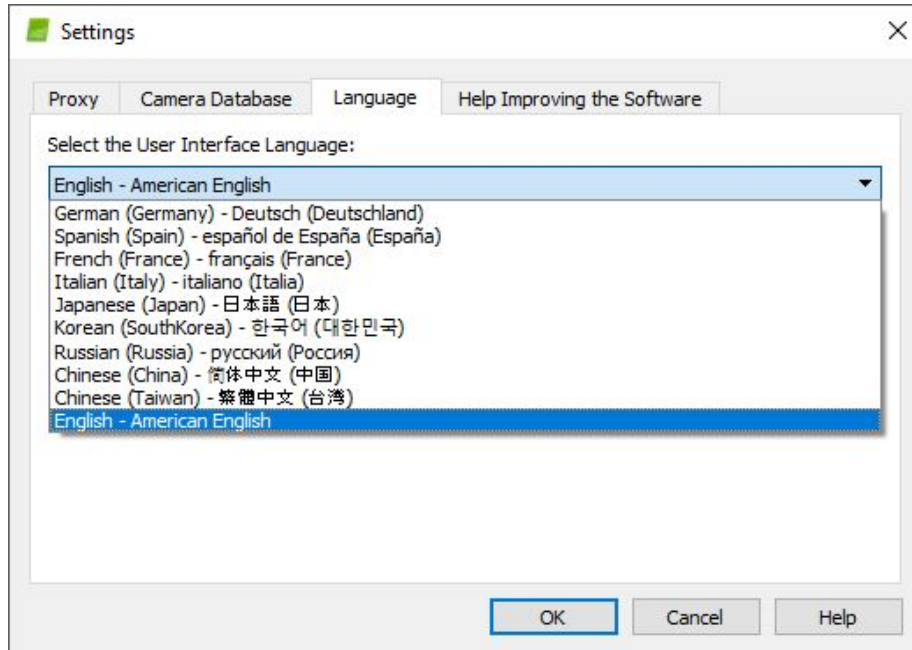 Settings
Proxy Camera Database Language Help Improving the Software
Select the User Interface Language:
English - American English
German (Germany) - Deutsch (Deutschland)
Spanish (Spain) - español de España (España)
French (France) - français (France)
Italian (Italy) - italiano (Italia)
Japanese (Japan) - 日本語 (日本)
Korean (SouthKorea) - 한국어 (대한민국)
Russian (Russia) - русский (Россия)
Chinese (China) - 简体中文 (中国)
Chinese (Taiwan) - 繁體中文 (台湾)
English - American English
OK Cancel Help